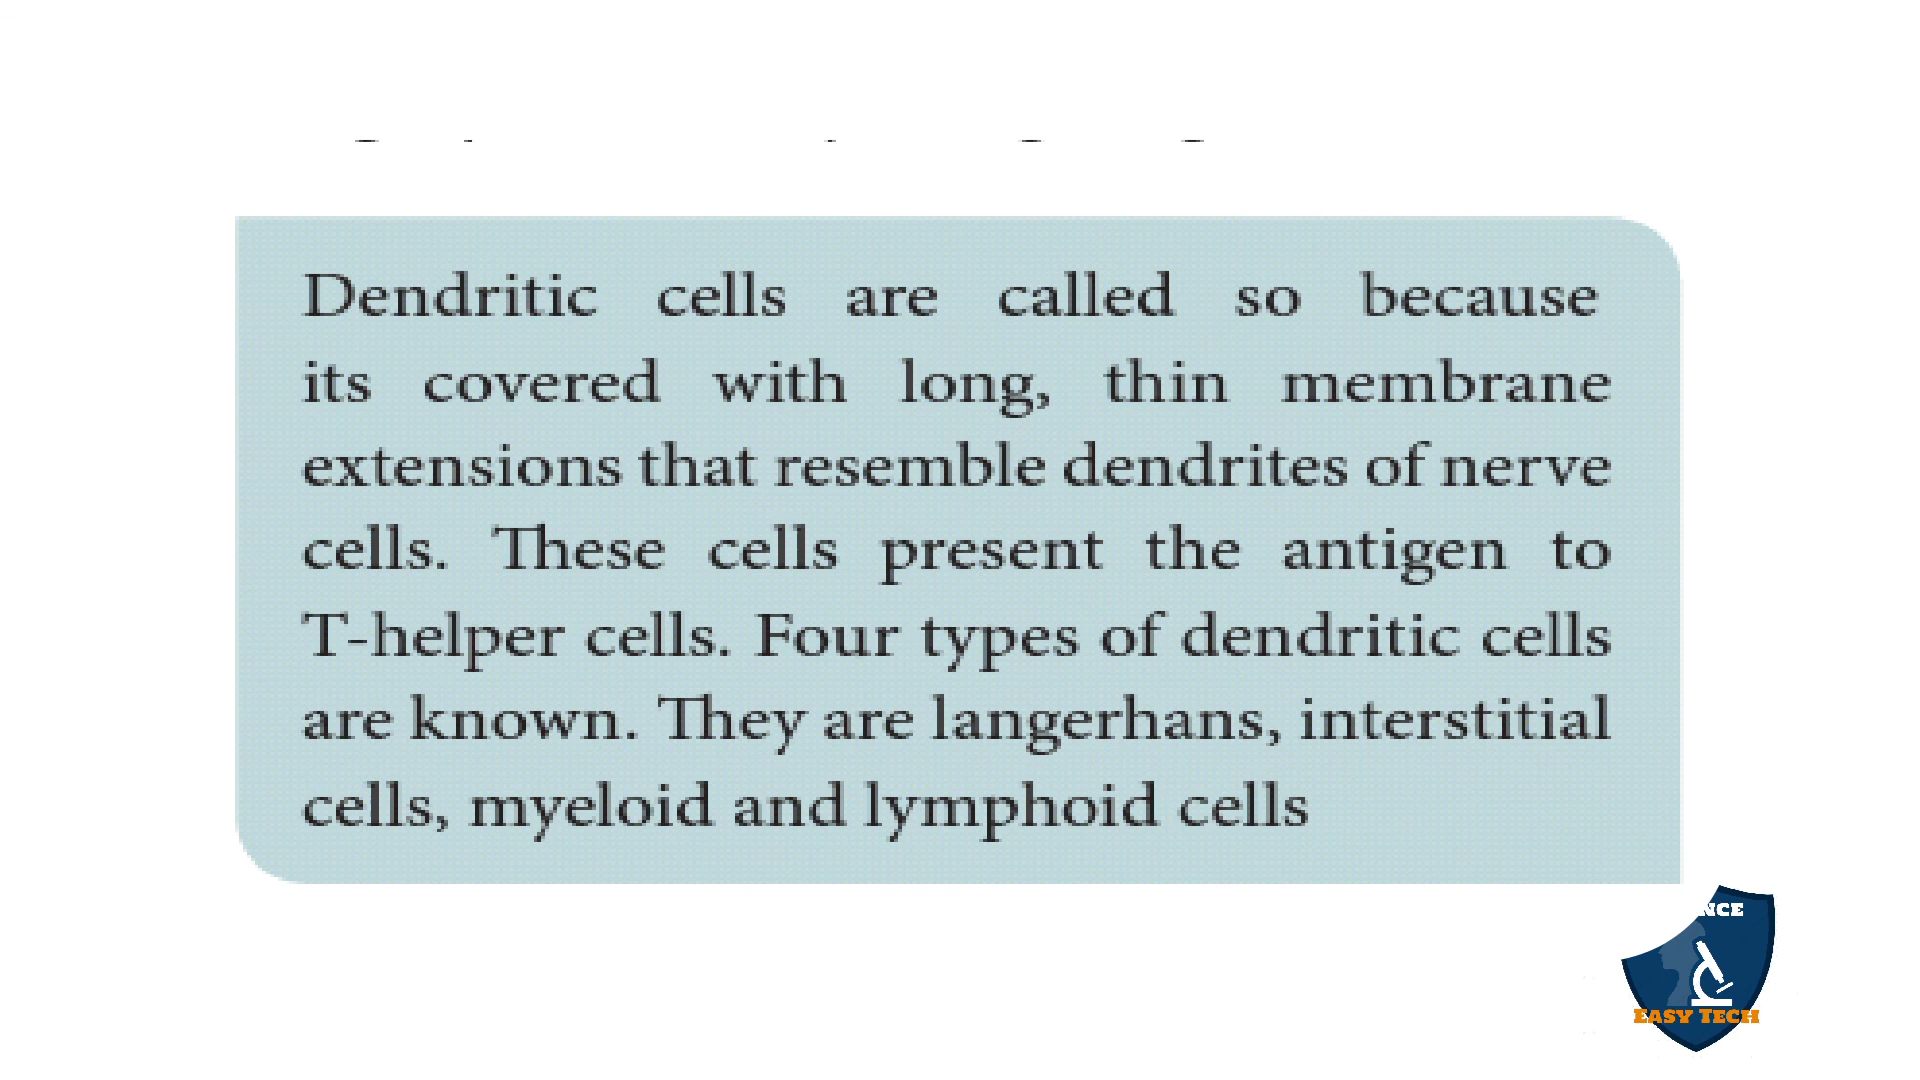 Dendritic cells are called so because
its covered with long, thin membrane
extensions that resemble dendrites of nerve
cells. These cells present the antigen to
T-helper cells. Four types of dendritic cells
are known. They are langerhans, interstitial
cells, myeloid and lymphoid cells
EASY TECH